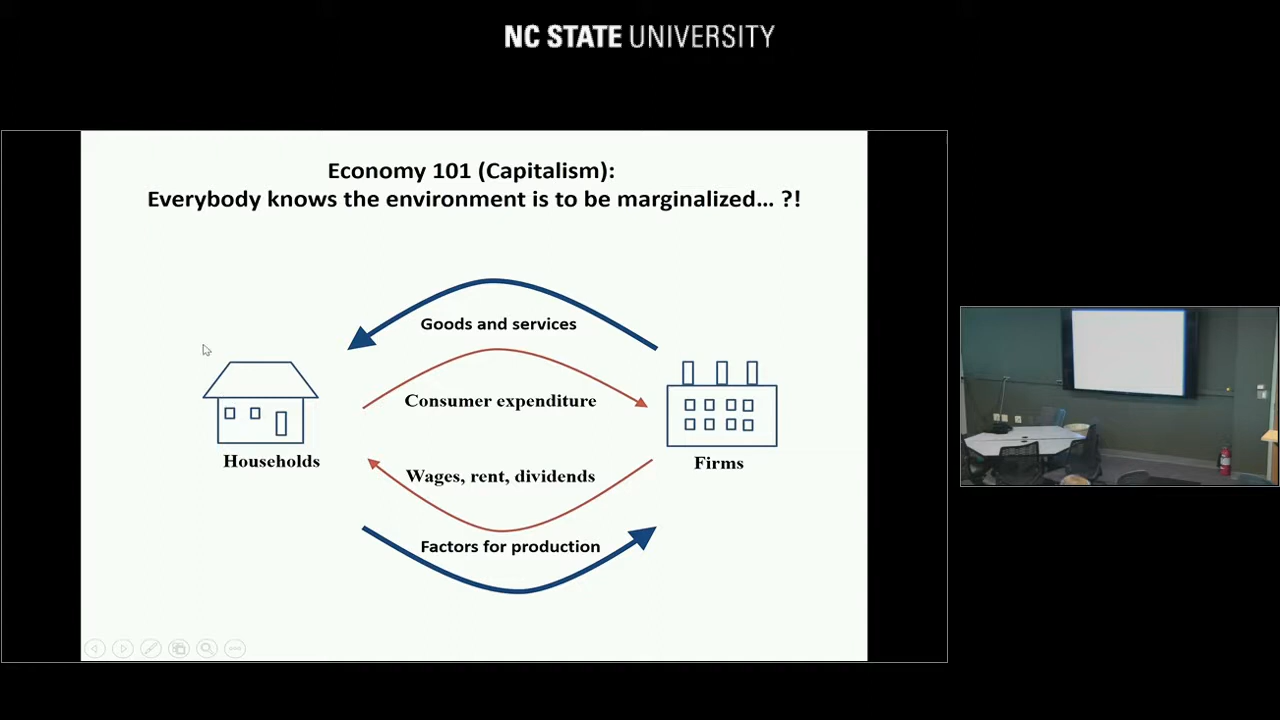 NC STATE UNIVERSITY
Economy 101 (Capitalism):
Everybody knows the environment is to be marginalized... ?!
Goods and services
Consumer expenditure
Households
Firms
Wages, rent, dividends
Factors for production